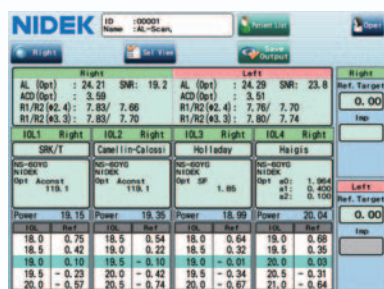 NIDEK
ID :00001
Name :AL-Scan,
Patient List
Open
Right
Sel View
Save Output
Right Left
AL (Opt) : 24.21 SNR: 19.2 AL (Opt) : 24.29 SNR: 23.8
ACD(Opt) : 3.59 ACD(Opt) : 3.51
R1/R2(Φ2.4): 7.83/ 7.66 R1/R2(Φ2.4): 7.76/ 7.70
R1/R2(Φ3.3): 7.83/ 7.70 R1/R2(Φ3.3): 7.80/ 7.74
Right
Ref. Target
0.00
Imp
IOL1 Right IOL2 Right IOL3 Right IOL4 Right
SRK/T Camellin-Calossi Holladay Haigis
NS-60YG NS-60YG NS-60YG NS-60YG
NIDEK NIDEK NIDEK NIDEK
Opt Aconst Opt Aconst Opt SF Opt a0: 1.964
119.1 119.1 1.85 a1: 0.400
a2: 0.100
Left
Ref. Target
0.00
Imp
Power 19.15 Power 19.35 Power 18.99 Power 20.04
IOL Ref IOL Ref IOL Ref IOL Ref
18.0 0.75 18.5 0.54 18.0 0.64 19.0 0.68
18.5 0.42 19.0 0.22 18.5 0.32 19.5 0.35
19.0 0.10 19.5 - 0.10 19.0 - 0.01 20.0 0.03
19.5 - 0.23 20.0 - 0.42 19.5 - 0.34 20.5 - 0.31
20.0 - 0.57 20.5 - 0.74 20.0 - 0.67 21.0 - 0.64